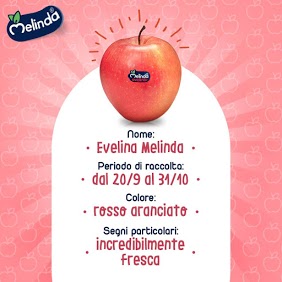 Melinda
Melinda
Nome:
• Evelina Melinda •
Periodo di raccolta:
• dal 20/9 al 31/10 •
Colore:
• rosso aranciato •
Segni particolari:
• incredibilmente •
fresca